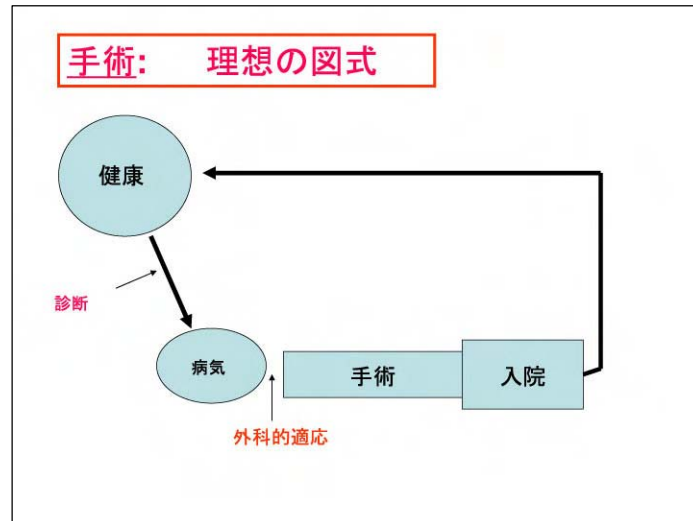 手術: 理想の図式
健康
診断
病気
手術
入院
外科的適応